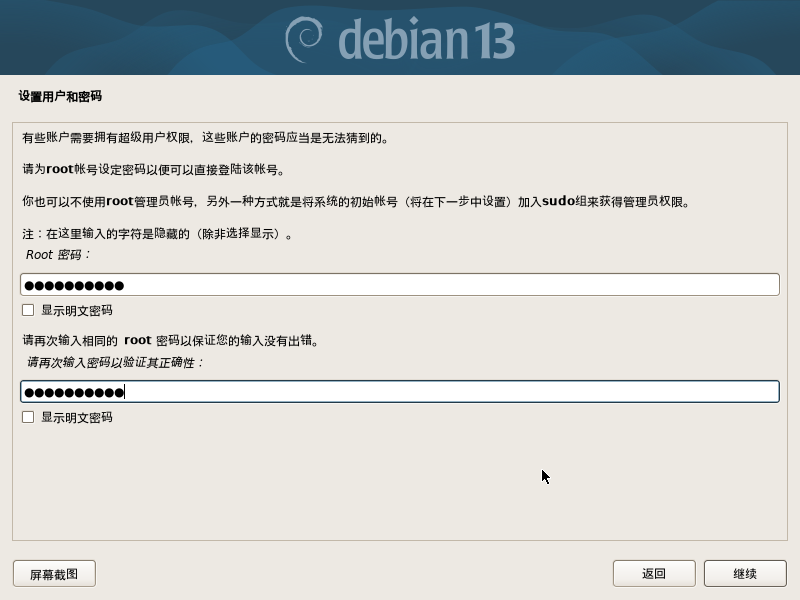 debian 13
设置用户和密码
有些账户需要拥有超级用户权限，这些账户的密码应当是无法猜到的。
请为root帐号设定密码以便可以直接登陆该帐号。
你也可以不使用root管理员帐号，另外一种方式就是将系统的初始帐号（将在下一步中设置）加入sudo组来获得管理员权限。
注：在这里输入的字符是隐藏的（除非选择显示）。
Root 密码：
●●●●●●●●●●
显示明文密码
请再次输入相同的 root 密码以保证您的输入没有出错。
请再次输入密码以验证其正确性：
●●●●●●●●●●
显示明文密码
屏幕截图
返回
继续